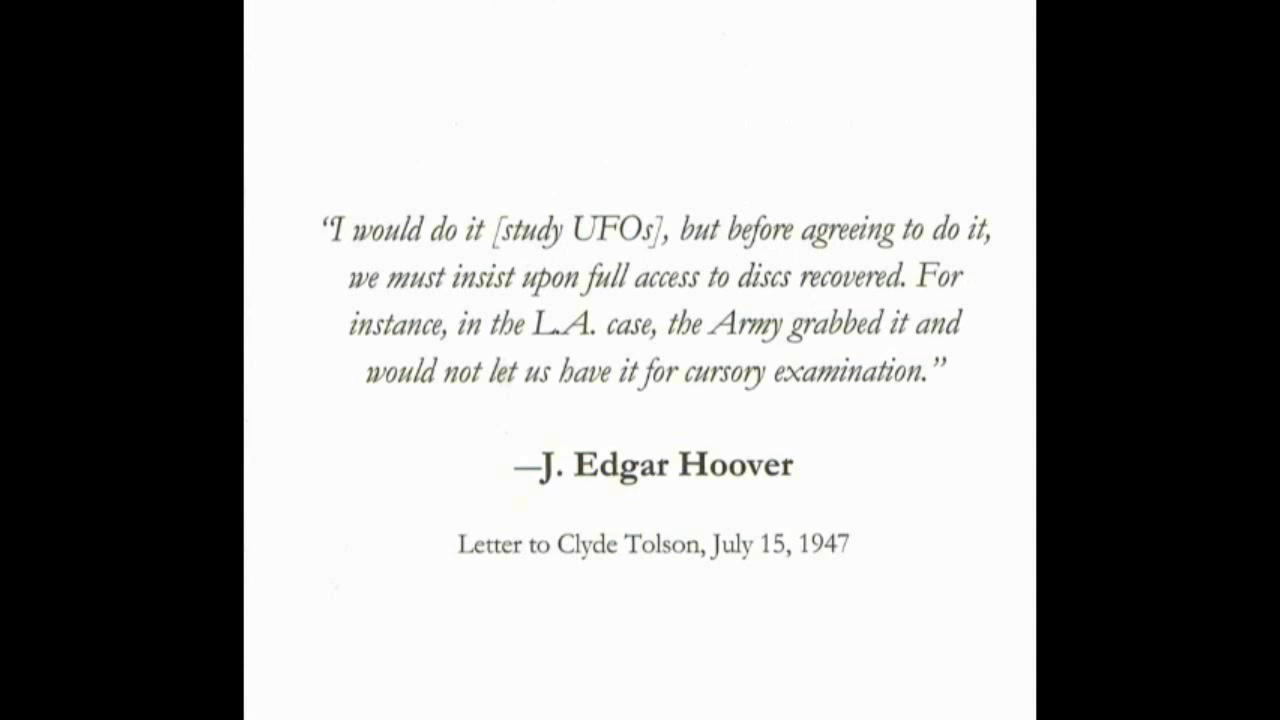 “I would do it [study UFOs], but before agreeing to do it,
we must insist upon full access to discs recovered. For
instance, in the L.A. case, the Army grabbed it and
would not let us have it for cursory examination.”
—J. Edgar Hoover
Letter to Clyde Tolson, July 15, 1947